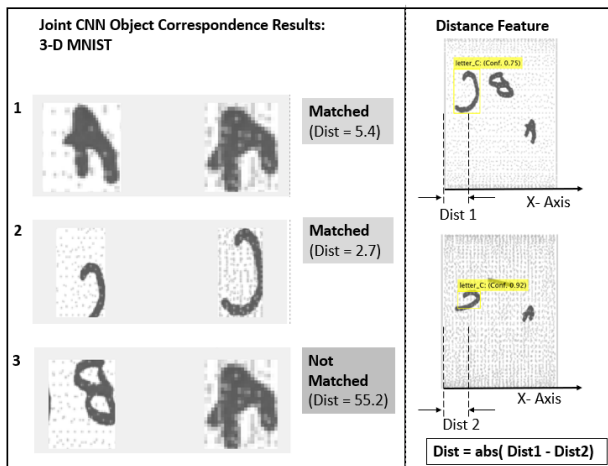 Joint CNN Object Correspondence Results:
3-D MNIST
1
Matched
(Dist = 5.4)
2
Matched
(Dist = 2.7)
3
Not
Matched
(Dist = 55.2)
Distance Feature
letter_C: (Conf. 0.75)
8
Dist 1
X- Axis
letter_C: (Conf. 0.92)
Dist 2
X- Axis
Dist = abs( Dist1 - Dist2)